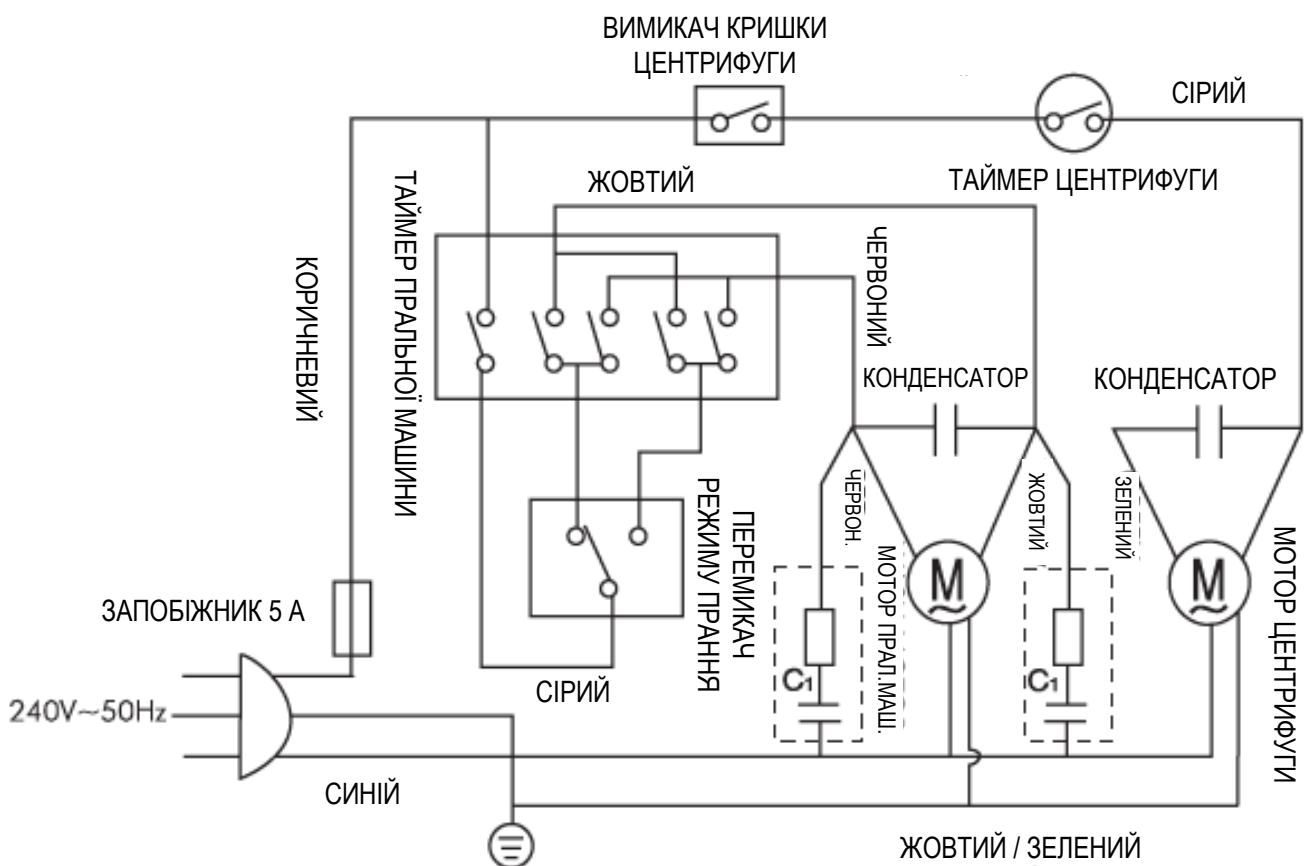 ВИМИКАЧ КРИШКИ
ЦЕНТРИФУГИ
СІРИЙ
ТАЙМЕР ЦЕНТРИФУГИ
ЖОВТИЙ
ТАЙМЕР ПРАЛЬНОЇ МАШИНИ
КОРИЧНЕВИЙ
ЧЕРВОНИЙ
КОНДЕНСАТОР
КОНДЕНСАТОР
ПЕРЕМИКАЧ
РЕЖИМУ ПРАННЯ
ЧЕРВОН.
МОТОР ПРАЛ.МАШ.
ЖОВТИЙ
ЗЕЛЕНИЙ
МОТОР ЦЕНТРИФУГИ
M
M
ЗАПОБІЖНИК 5 А
C1
C1
СІРИЙ
240V~50Hz
СИНІЙ
ЖОВТИЙ / ЗЕЛЕНИЙ